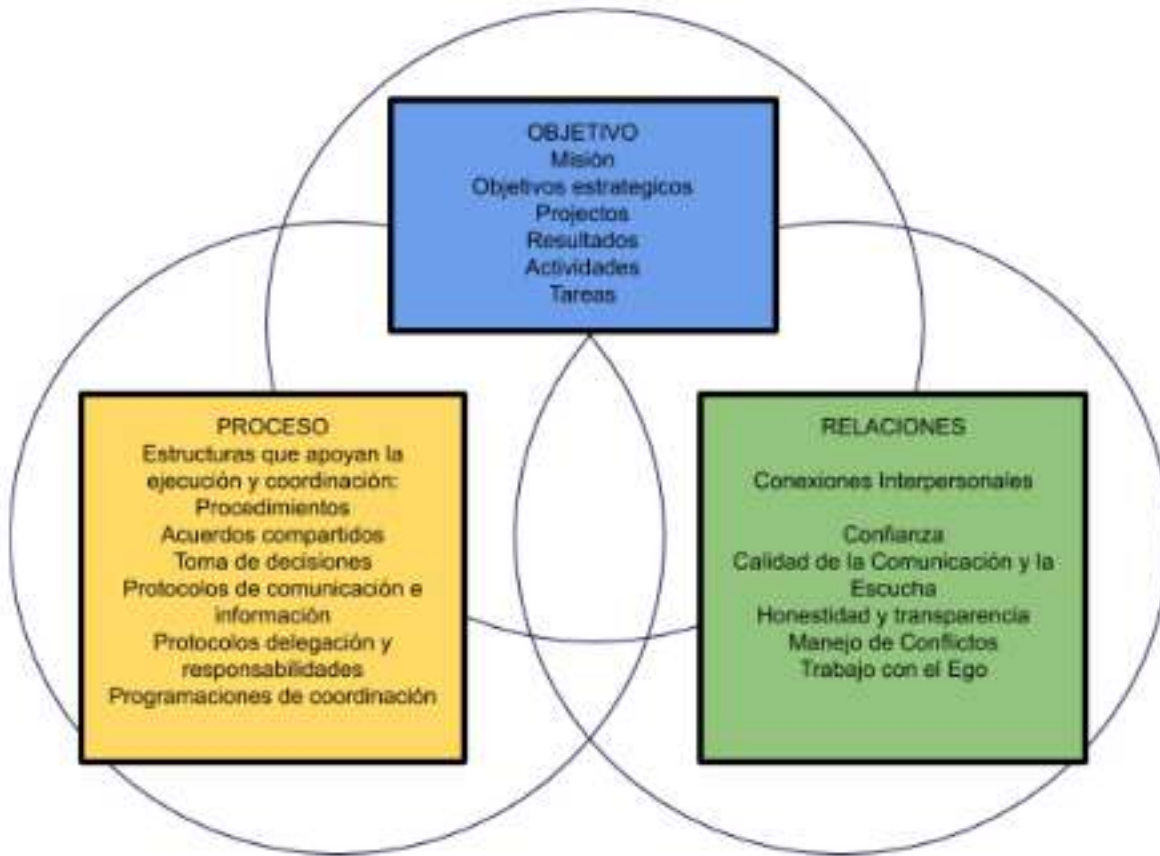 OBJETIVO
Misión
Objetivos estrategicos
Projectos
Resultados
Actividades
Tareas
PROCESO
Estructuras que apoyan la
ejecución y coordinación:
Procedimientos
Acuerdos compartidos
Toma de decisiones
Protocolos de comunicación e
información
Protocolos delegación y
responsabilidades
Programaciones de coordinación
RELACIONES
Conexiones Interpersonales
Confianza
Calidad de la Comunicación y la
Escucha
Honestidad y transparencia
Manejo de Conflictos
Trabajo con el Ego